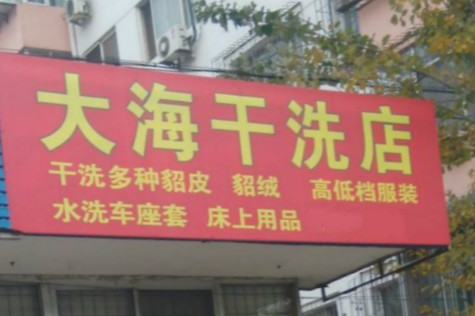 大海干洗店
干洗多种貂皮 貂绒 高低档服装
水洗车座套 床上用品